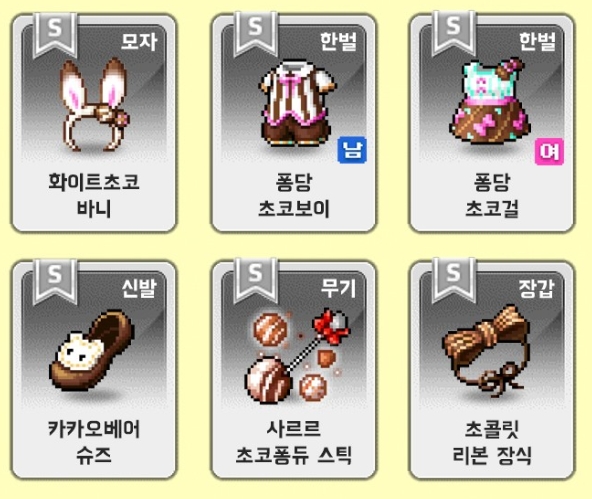 S
모자
화이트초코
바니
S
한벌
남
퐁당
초코보이
S
한벌
여
퐁당
초코걸
S
신발
카카오베어
슈즈
S
무기
사르르
초코퐁듀 스틱
S
장갑
초콜릿
리본 장식